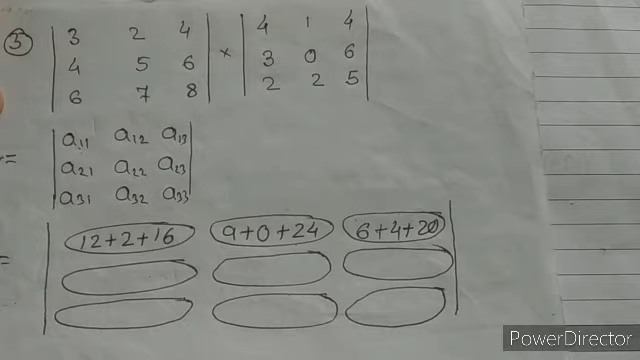 ③ | 3 2 4 | × | 4 1 4 |
| 4 5 6 | | 3 0 6 |
| 6 7 8 | | 2 2 5 |
= | a₁₁ a₁₂ a₁₃ |
| a₂₁ a₂₂ a₂₃ |
| a₃₁ a₃₂ a₃₃ |
= | 12+2+16 9+0+24 6+4+20 |
PowerDirector